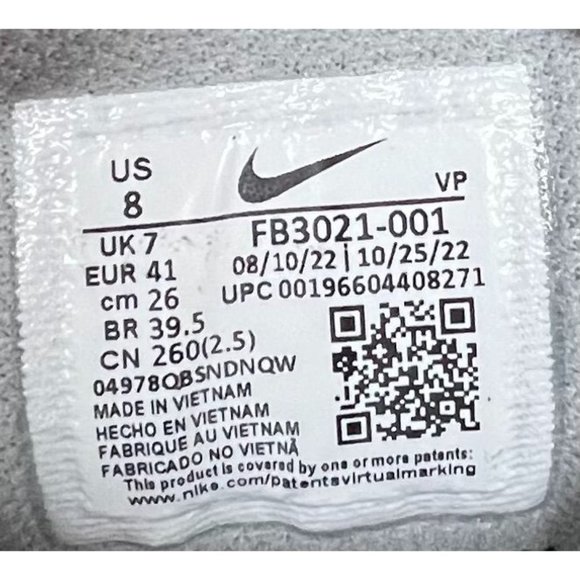 US
8
VP
UK 7
EUR 41
cm 26
BR 39.5
CN 260(2.5)
FB3021-001
08/10/22 | 10/25/22
UPC 00196604408271
04978QBSNDNQW
MADE IN VIETNAM
HECHO EN VIETNAM
FABRIQUE AU VIETNAM
FABRICADO NO VIETNÃ
This product is covered by one or more patents:
www.nike.com/patentsvirtualmarking